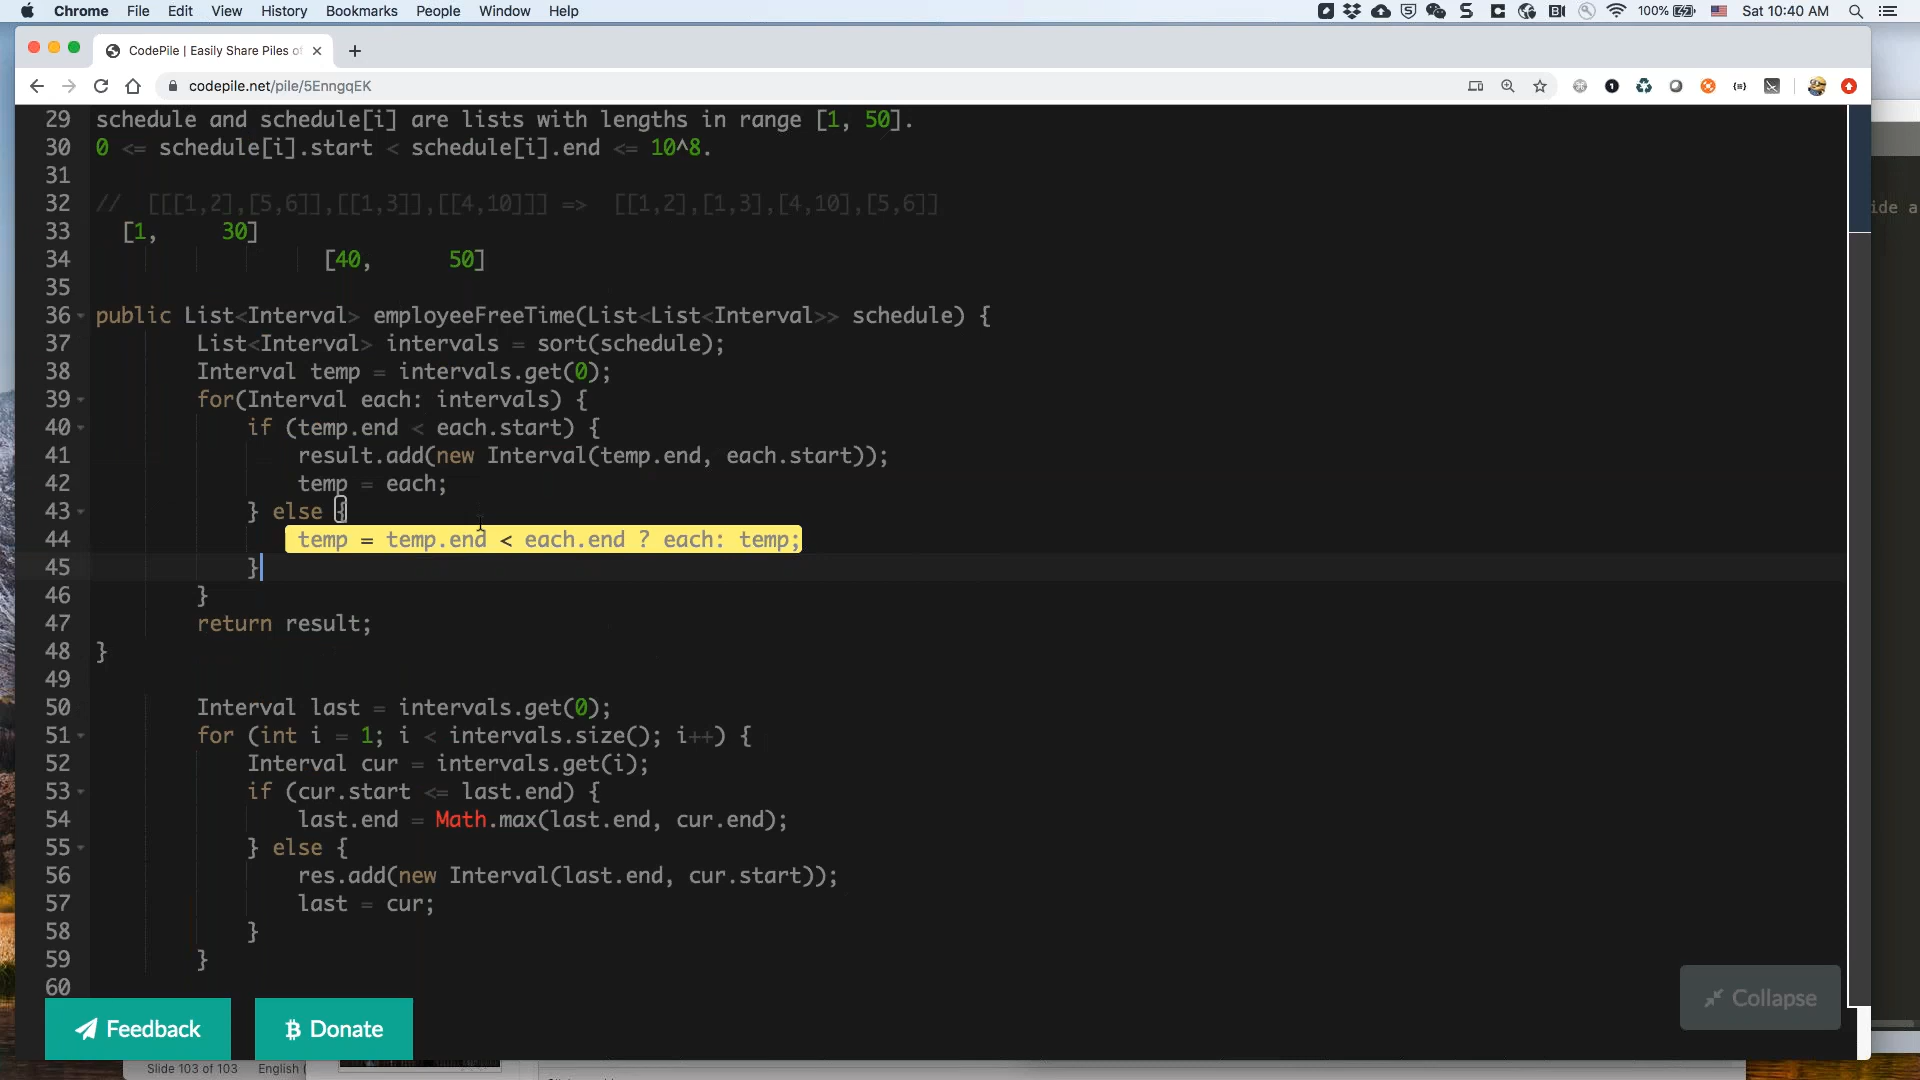 Chrome File Edit View History Bookmarks People Window Help 100% Sat 10:40 AM
CodePile | Easily Share Piles of
codepile.net/pile/5EnngqEK
29 schedule and schedule[i] are lists with lengths in range [1, 50].
30 0 <= schedule[i].start < schedule[i].end <= 10^8.
31
32 // [[[1,2],[5,6]],[[1,3]],[[4,10]]] => [[1,2],[1,3],[4,10],[5,6]]
ide a
33 [1, 30]
34 [40, 50]
35
36 public List<Interval> employeeFreeTime(List<List<Interval>> schedule) {
37 List<Interval> intervals = sort(schedule);
38 Interval temp = intervals.get(0);
39 for(Interval each: intervals) {
40 if (temp.end < each.start) {
41 result.add(new Interval(temp.end, each.start));
42 temp = each;
43 } else {
44 temp = temp.end < each.end ? each: temp;
45 }
46 }
47 return result;
48 }
49
50 Interval last = intervals.get(0);
51 for (int i = 1; i < intervals.size(); i++) {
52 Interval cur = intervals.get(i);
53 if (cur.start <= last.end) {
54 last.end = Math.max(last.end, cur.end);
55 } else {
56 res.add(new Interval(last.end, cur.start));
57 last = cur;
58 }
59 }
60
Collapse
Feedback Donate
Slide 103 of 103 English (